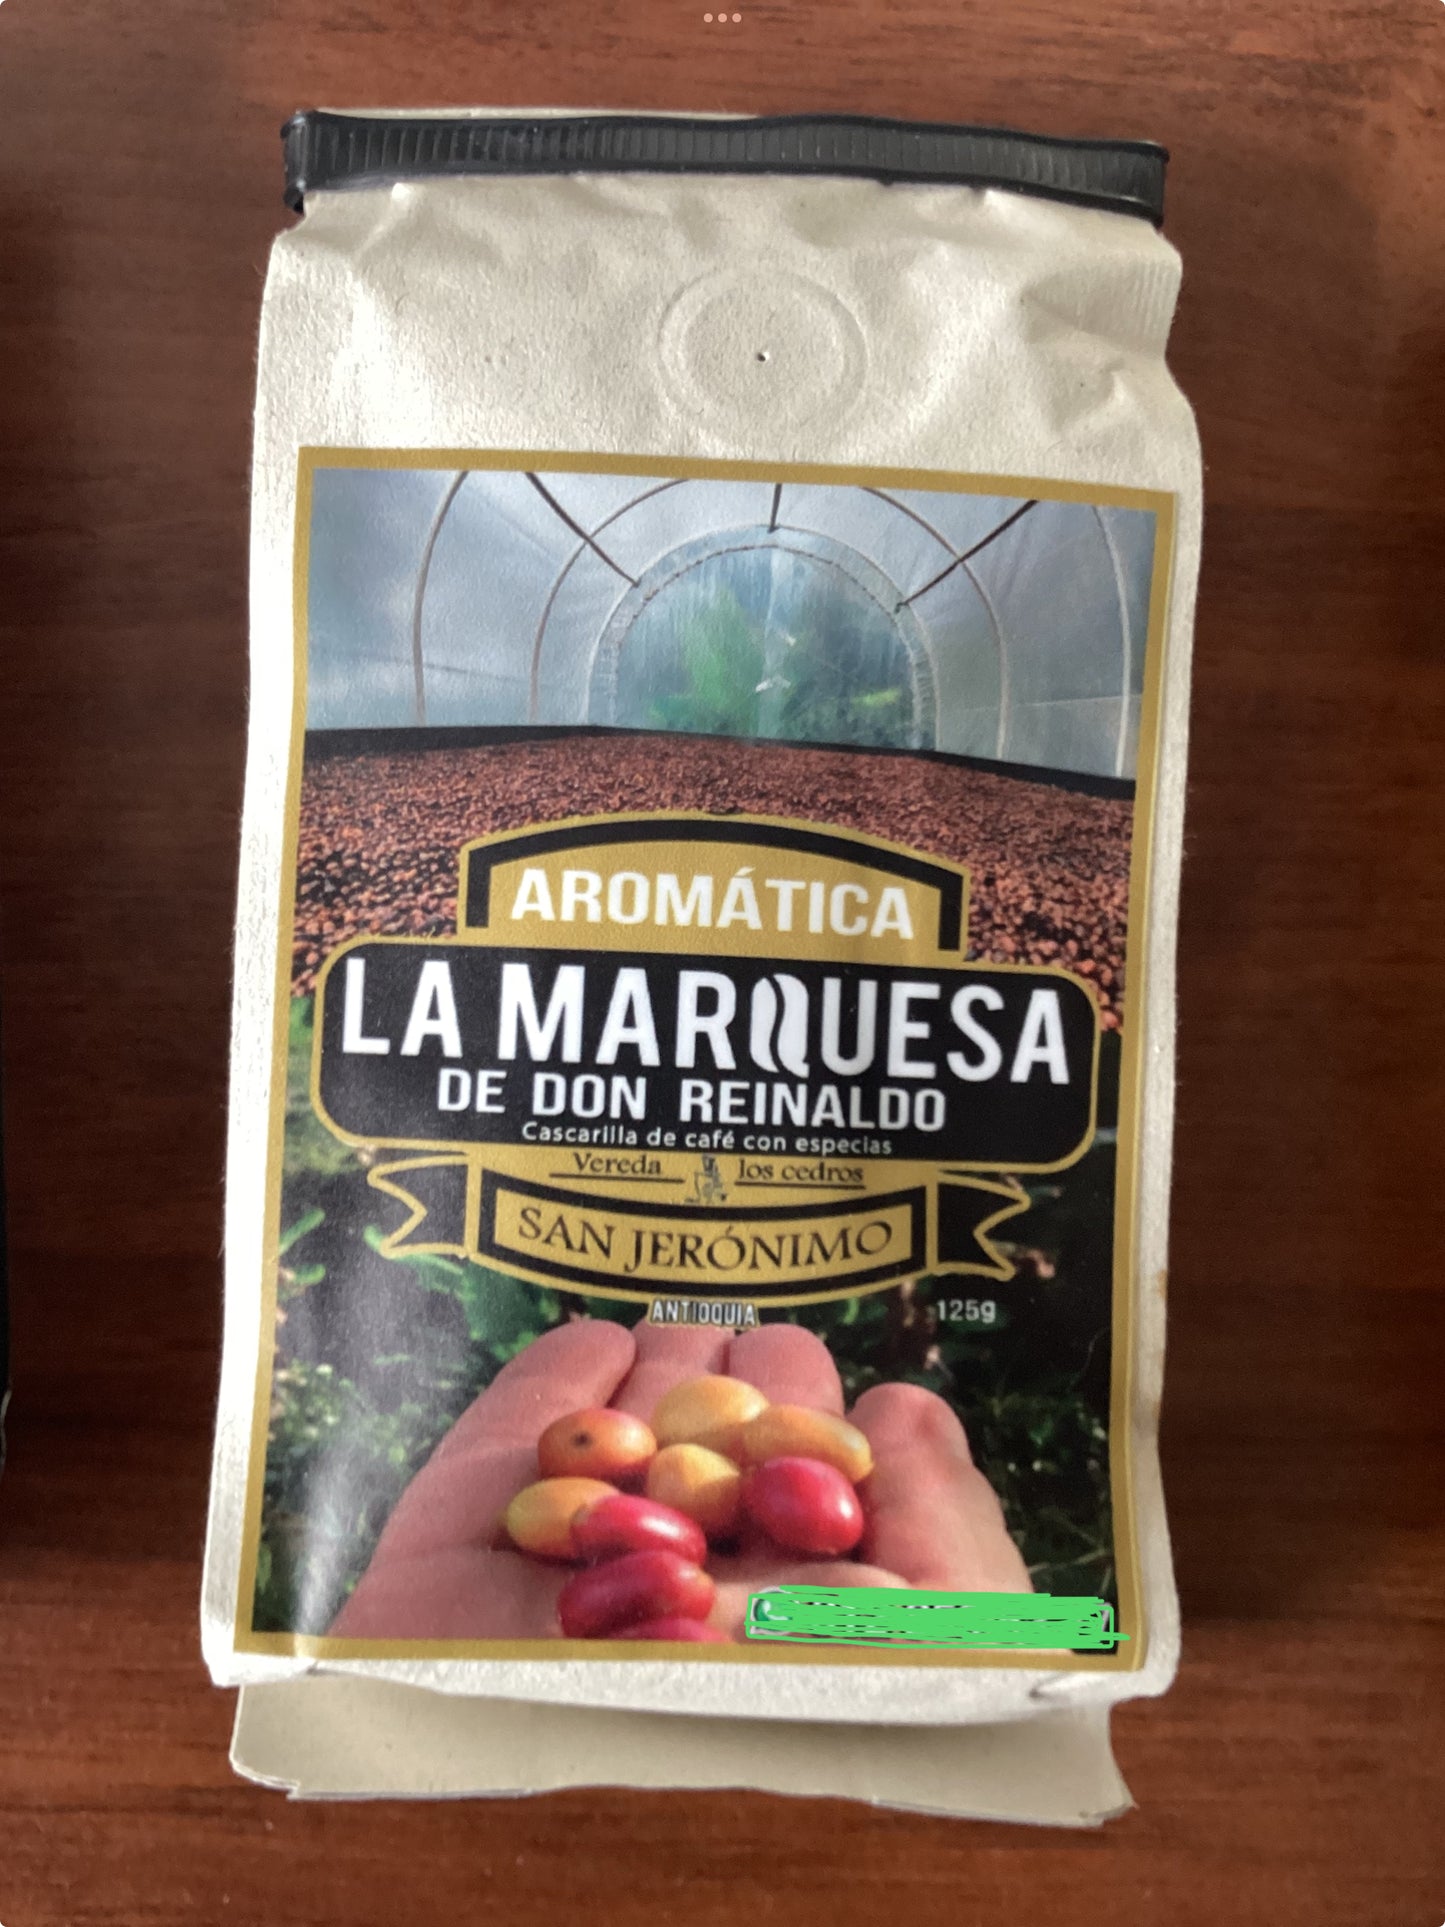 AROMÁTICA
LA MARQUESA
DE DON REINALDO
Cascarilla de café con especias
Vereda los cedros
SAN JERÓNIMO
ANTIOQUIA
125g